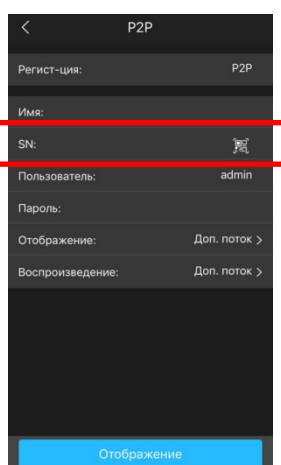 P2P
Регист-ция: P2P
Имя:
SN:
Пользователь: admin
Пароль:
Отображение: Доп. поток >
Воспроизведение: Доп. поток >
Отображение